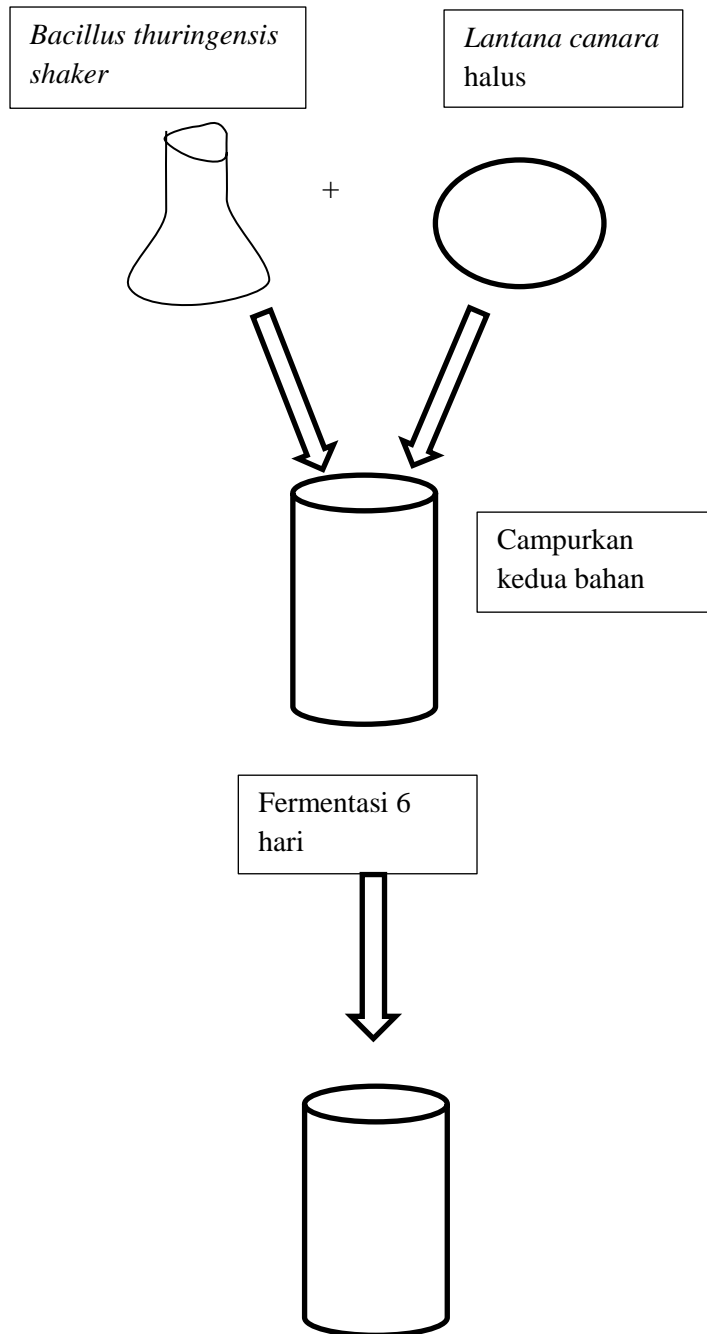 Bacillus thuringensis
shaker
Lantana camara
halus
+
Campurkan
kedua bahan
Fermentasi 6
hari